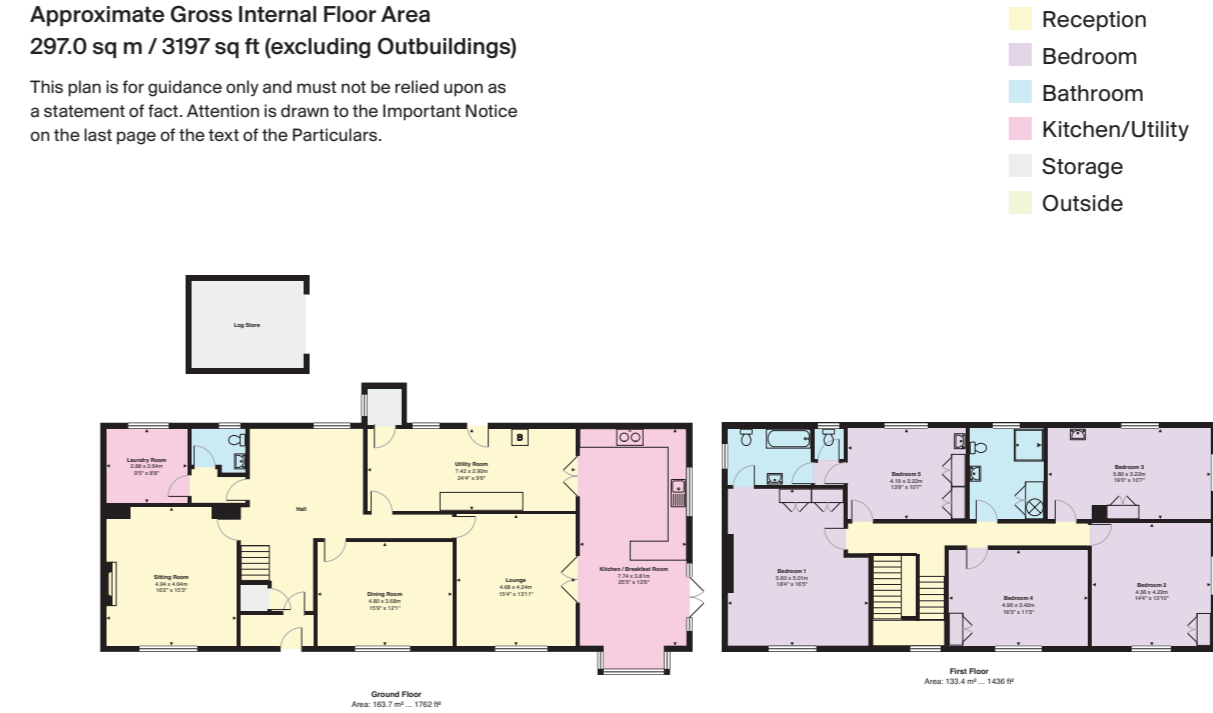 Approximate Gross Internal Floor Area
297.0 sq m / 3197 sq ft (excluding Outbuildings)
This plan is for guidance only and must not be relied upon as
a statement of fact. Attention is drawn to the Important Notice
on the last page of the text of the Particulars.
Reception
Bedroom
Bathroom
Kitchen/Utility
Storage
Outside
Log Store
Laundry Room
2.88 x 2.64m
9'5" x 8'8"
Hall
Utility Room
7.42 x 2.90m
24'4" x 9'6"
B
Sitting Room
4.94 x 4.64m
16'2" x 15'3"
Dining Room
4.80 x 3.69m
15'9" x 12'1"
Lounge
4.68 x 4.24m
15'4" x 13'11"
Kitchen / Breakfast Room
7.74 x 3.81m
25'5" x 12'6"
Ground Floor
Area: 163.7 m² ... 1762 ft²
Bedroom 5
4.19 x 3.22m
13'9" x 10'7"
Bedroom 3
5.80 x 3.22m
19'0" x 10'7"
Bedroom 1
5.60 x 5.01m
18'4" x 16'5"
Bedroom 4
4.96 x 3.43m
16'3" x 11'3"
Bedroom 2
4.36 x 4.22m
14'4" x 13'10"
First Floor
Area: 133.4 m² ... 1436 ft²